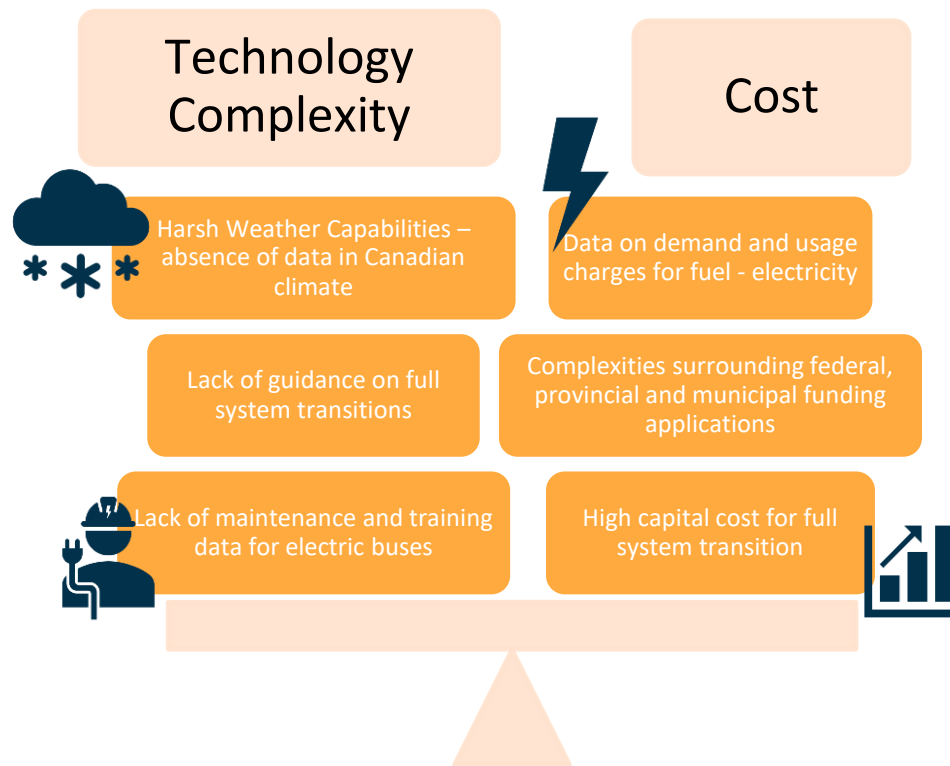 Technology
Complexity
Cost
Harsh Weather Capabilities –
absence of data in Canadian
climate
Data on demand and usage
charges for fuel - electricity
Lack of guidance on full
system transitions
Complexities surrounding federal,
provincial and municipal funding
applications
Lack of maintenance and training
data for electric buses
High capital cost for full
system transition